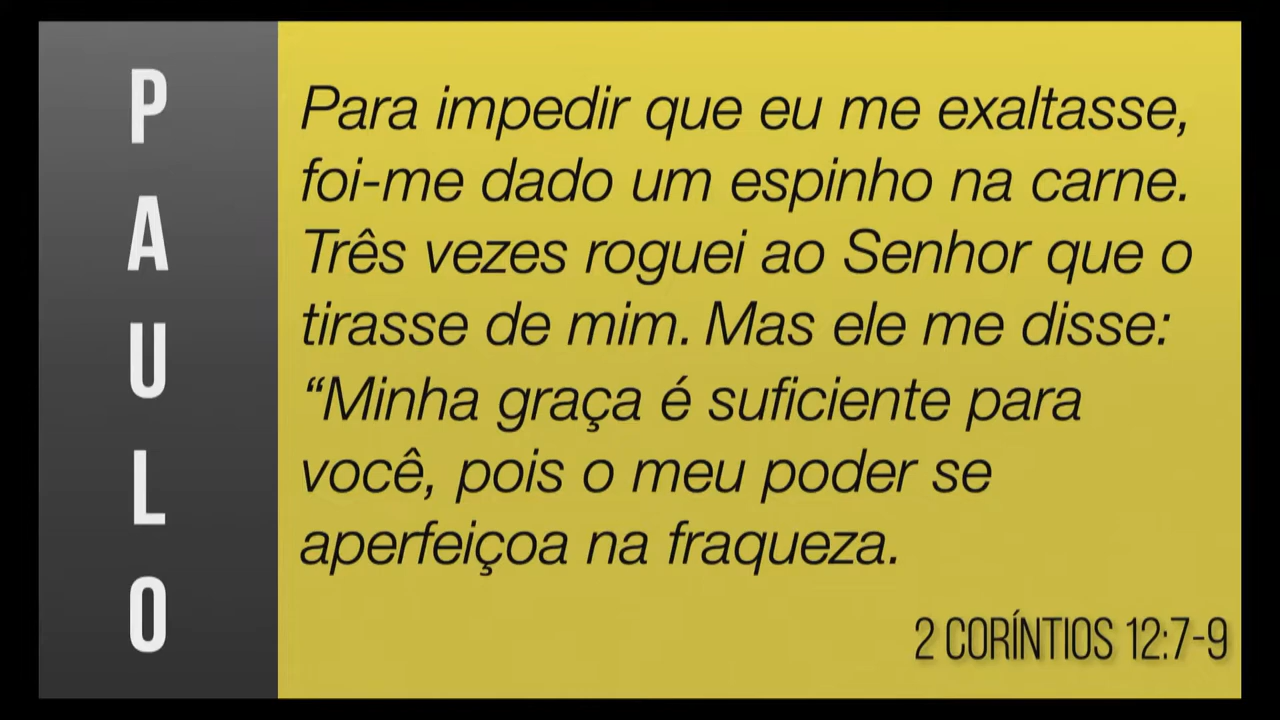 PAULO
Para impedir que eu me exaltasse,
foi-me dado um espinho na carne.
Três vezes roguei ao Senhor que o
tirasse de mim. Mas ele me disse:
“Minha graça é suficiente para
você, pois o meu poder se
aperfeiçoa na fraqueza.
2 CORÍNTIOS 12:7-9